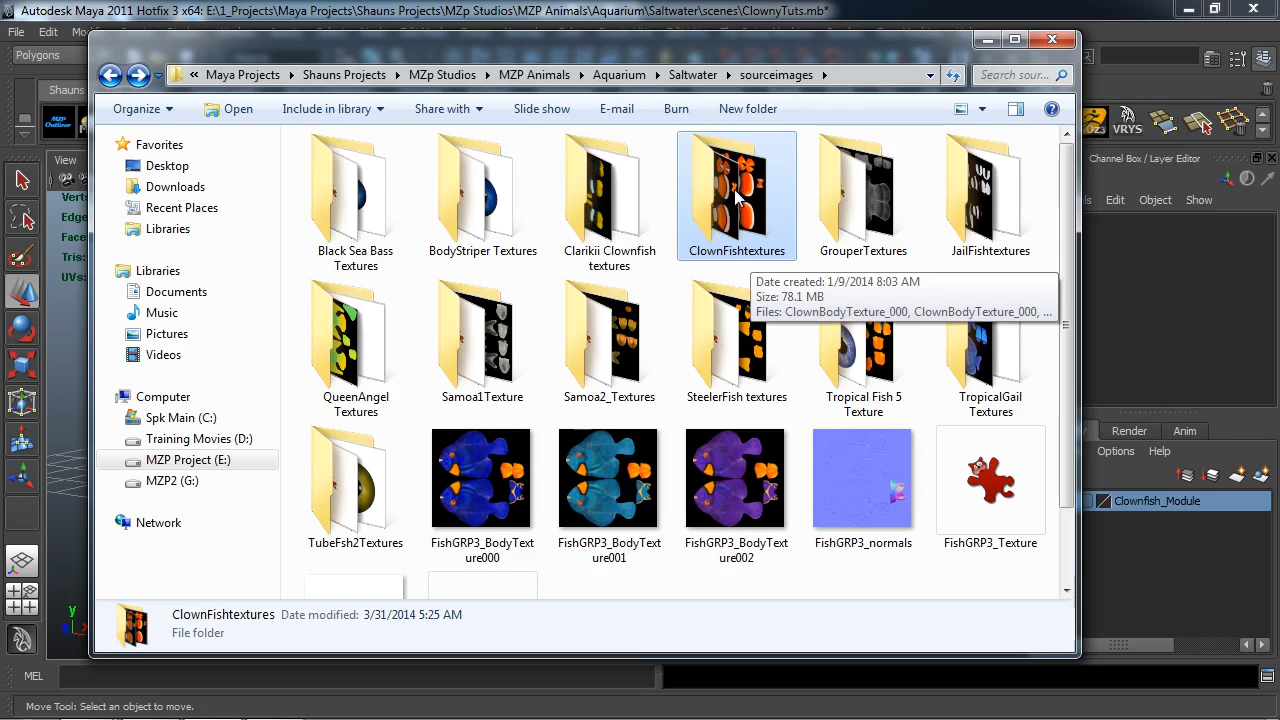 Autodesk Maya 2011 Hotfix 3 x64: E:\1_Projects\Maya Projects\Shauns Projects\MZp Studios\MZP Animals\Aquarium\Saltwater\scenes\ClownyTuts.mb*
File Edit
Polygons
Maya Projects Shauns Projects MZp Studios MZP Animals Aquarium Saltwater sourceimages
Search sour...
Shauns
Organize Open Include in library Share with Slide show E-mail Burn New folder
MZP
Outliner
VRYS
View
Favorites
Desktop
Downloads
Recent Places
Libraries
Libraries
Documents
Music
Pictures
Videos
Computer
Spk Main (C:)
Training Movies (D:)
MZP Project (E:)
MZP2 (G:)
Network
Verts
Edge
Face
Tris:
UVs:
Black Sea Bass Textures
BodyStriper Textures
Clarikii Clownfish textures
ClownFishtextures
GrouperTextures
JailFishtextures
Date created: 1/9/2014 8:03 AM
Size: 78.1 MB
Files: ClownBodyTexture_000, ClownBodyTexture_000, ...
QueenAngel Textures
Samoa1Texture
Samoa2_Textures
SteelerFish textures
Tropical Fish 5 Texture
TropicalGail Textures
TubeFsh2Textures
FishGRP3_BodyTexture000
FishGRP3_BodyTexture001
FishGRP3_BodyTexture002
FishGRP3_normals
FishGRP3_Texture
ClownFishtextures Date modified: 3/31/2014 5:25 AM
File folder
Channel Box / Layer Editor
Edit Object Show
Render Anim
Options Help
Clownfish_Module
y
z
MEL
Move Tool: Select an object to move.